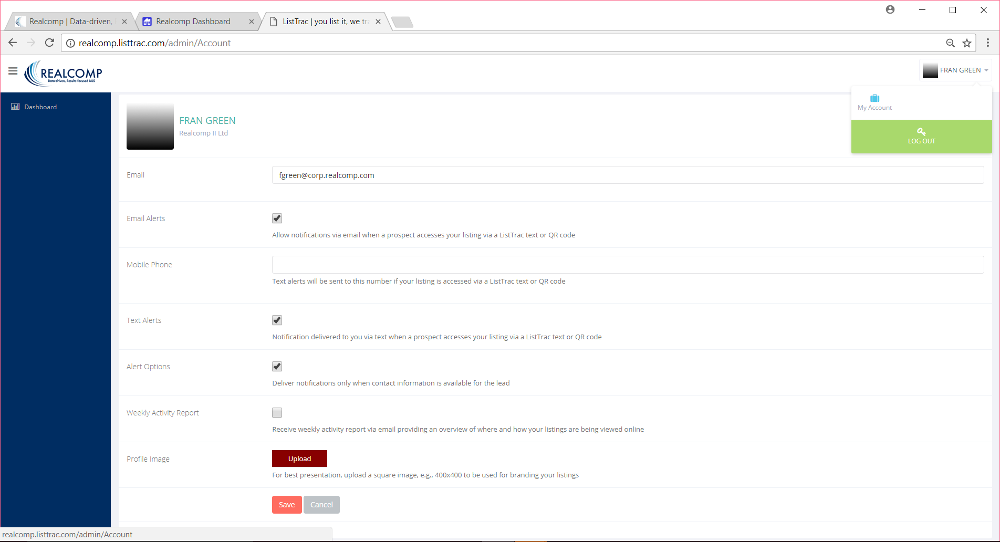 Realcomp | Data-driven,
Realcomp Dashboard
ListTrac | you list it, we tra
realcomp.listtrac.com/admin/Account
REALCOMP
Data-driven, Results-focused MLS
FRAN GREEN
My Account
LOG OUT
Dashboard
FRAN GREEN
Realcomp II Ltd
Email
fgreen@corp.realcomp.com
Email Alerts
Allow notifications via email when a prospect accesses your listing via a ListTrac text or QR code
Mobile Phone
Text alerts will be sent to this number if your listing is accessed via a ListTrac text or QR code
Text Alerts
Notification delivered to you via text when a prospect accesses your listing via a ListTrac text or QR code
Alert Options
Deliver notifications only when contact information is available for the lead
Weekly Activity Report
Receive weekly activity report via email providing an overview of where and how your listings are being viewed online
Profile Image
Upload
For best presentation, upload a square image, e.g., 400x400 to be used for branding your listings
Save
Cancel
realcomp.listtrac.com/admin/Account